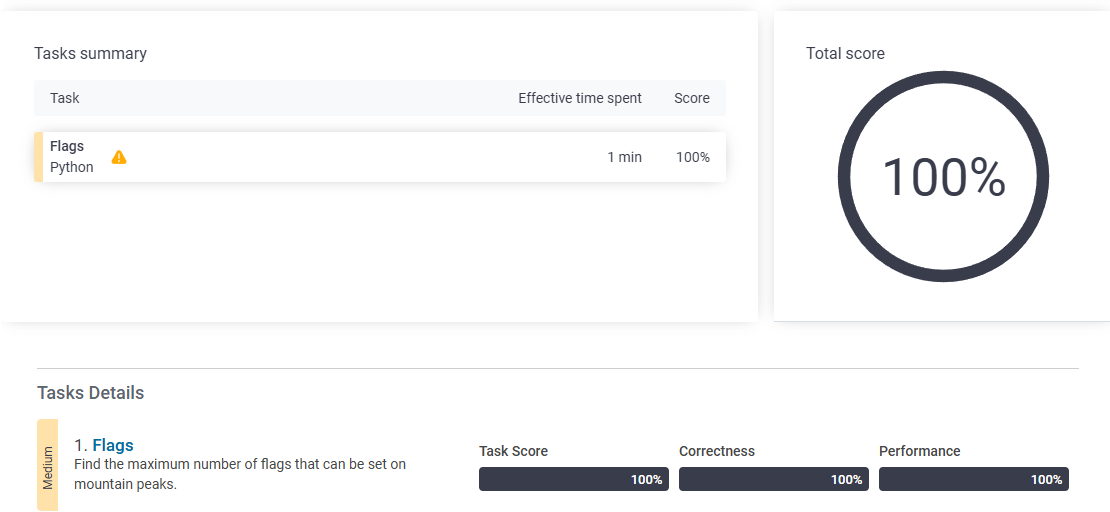 Tasks summary
Total score
Task Effective time spent Score
Flags
Python 1 min 100%
100%
Tasks Details
Medium
1. Flags
Find the maximum number of flags that can be set on
mountain peaks.
Task Score Correctness Performance
100% 100% 100%